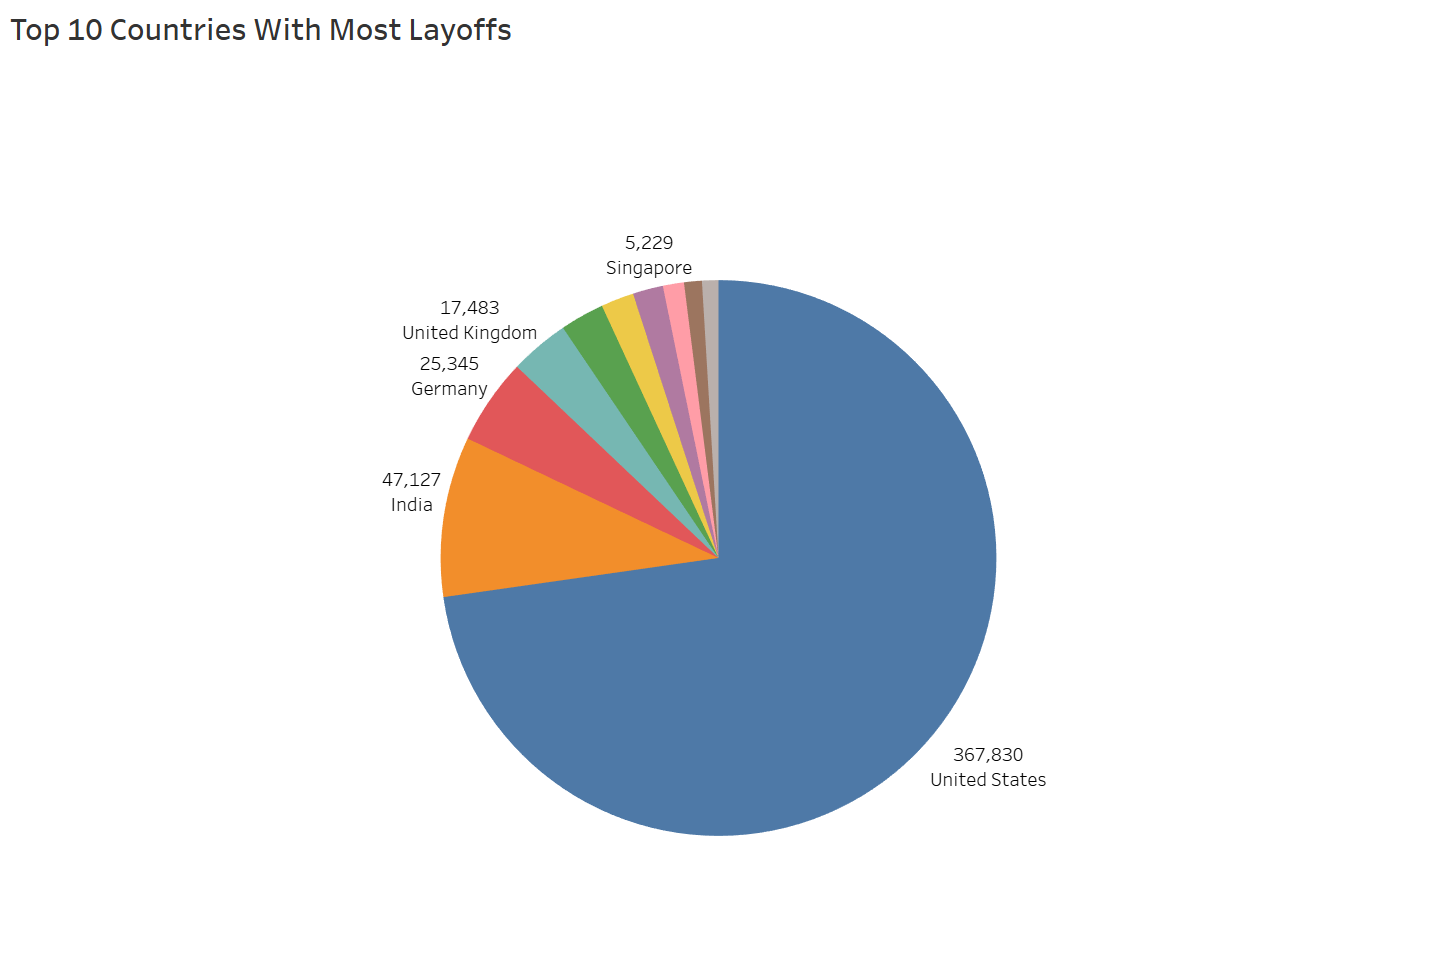 Top 10 Countries With Most Layoffs
5,229
Singapore
17,483
United Kingdom
25,345
Germany
47,127
India
367,830
United States